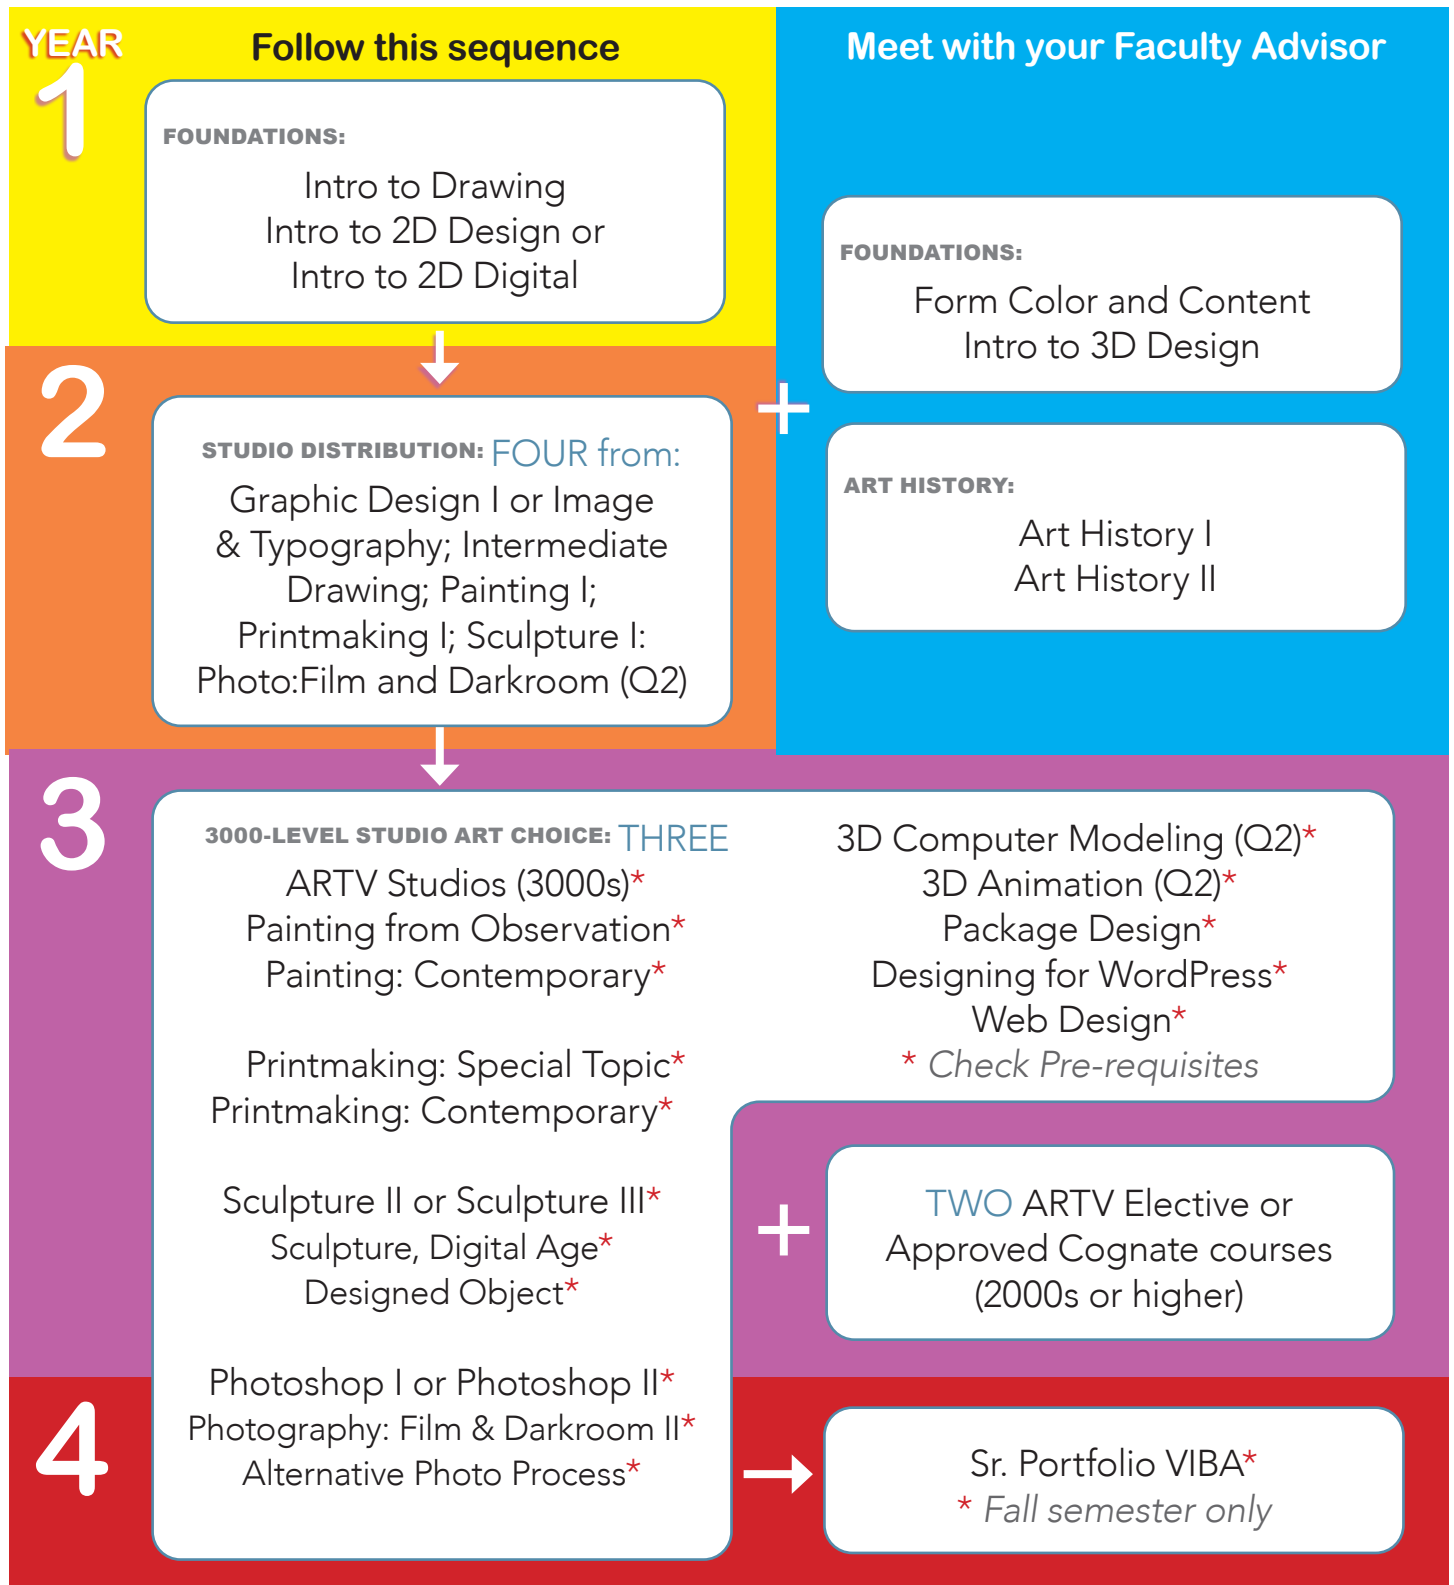 YEAR
1
Follow this sequence
FOUNDATIONS:
Intro to Drawing
Intro to 2D Design or
Intro to 2D Digital
Meet with your Faculty Advisor
FOUNDATIONS:
Form Color and Content
Intro to 3D Design
+
ART HISTORY:
Art History I
Art History II
2
STUDIO DISTRIBUTION: FOUR from:
Graphic Design I or Image
& Typography; Intermediate
Drawing; Painting I;
Printmaking I; Sculpture I:
Photo:Film and Darkroom (Q2)
3
3000-LEVEL STUDIO ART CHOICE: THREE
ARTV Studios (3000s)*
Painting from Observation*
Painting: Contemporary*
Printmaking: Special Topic*
Printmaking: Contemporary*
Sculpture II or Sculpture III*
Sculpture, Digital Age*
Designed Object*
Photoshop I or Photoshop II*
Photography: Film & Darkroom II*
Alternative Photo Process*
3D Computer Modeling (Q2)*
3D Animation (Q2)*
Package Design*
Designing for WordPress*
Web Design*
* Check Pre-requisites
+
TWO ARTV Elective or
Approved Cognate courses
(2000s or higher)
4
Sr. Portfolio VIBA*
* Fall semester only